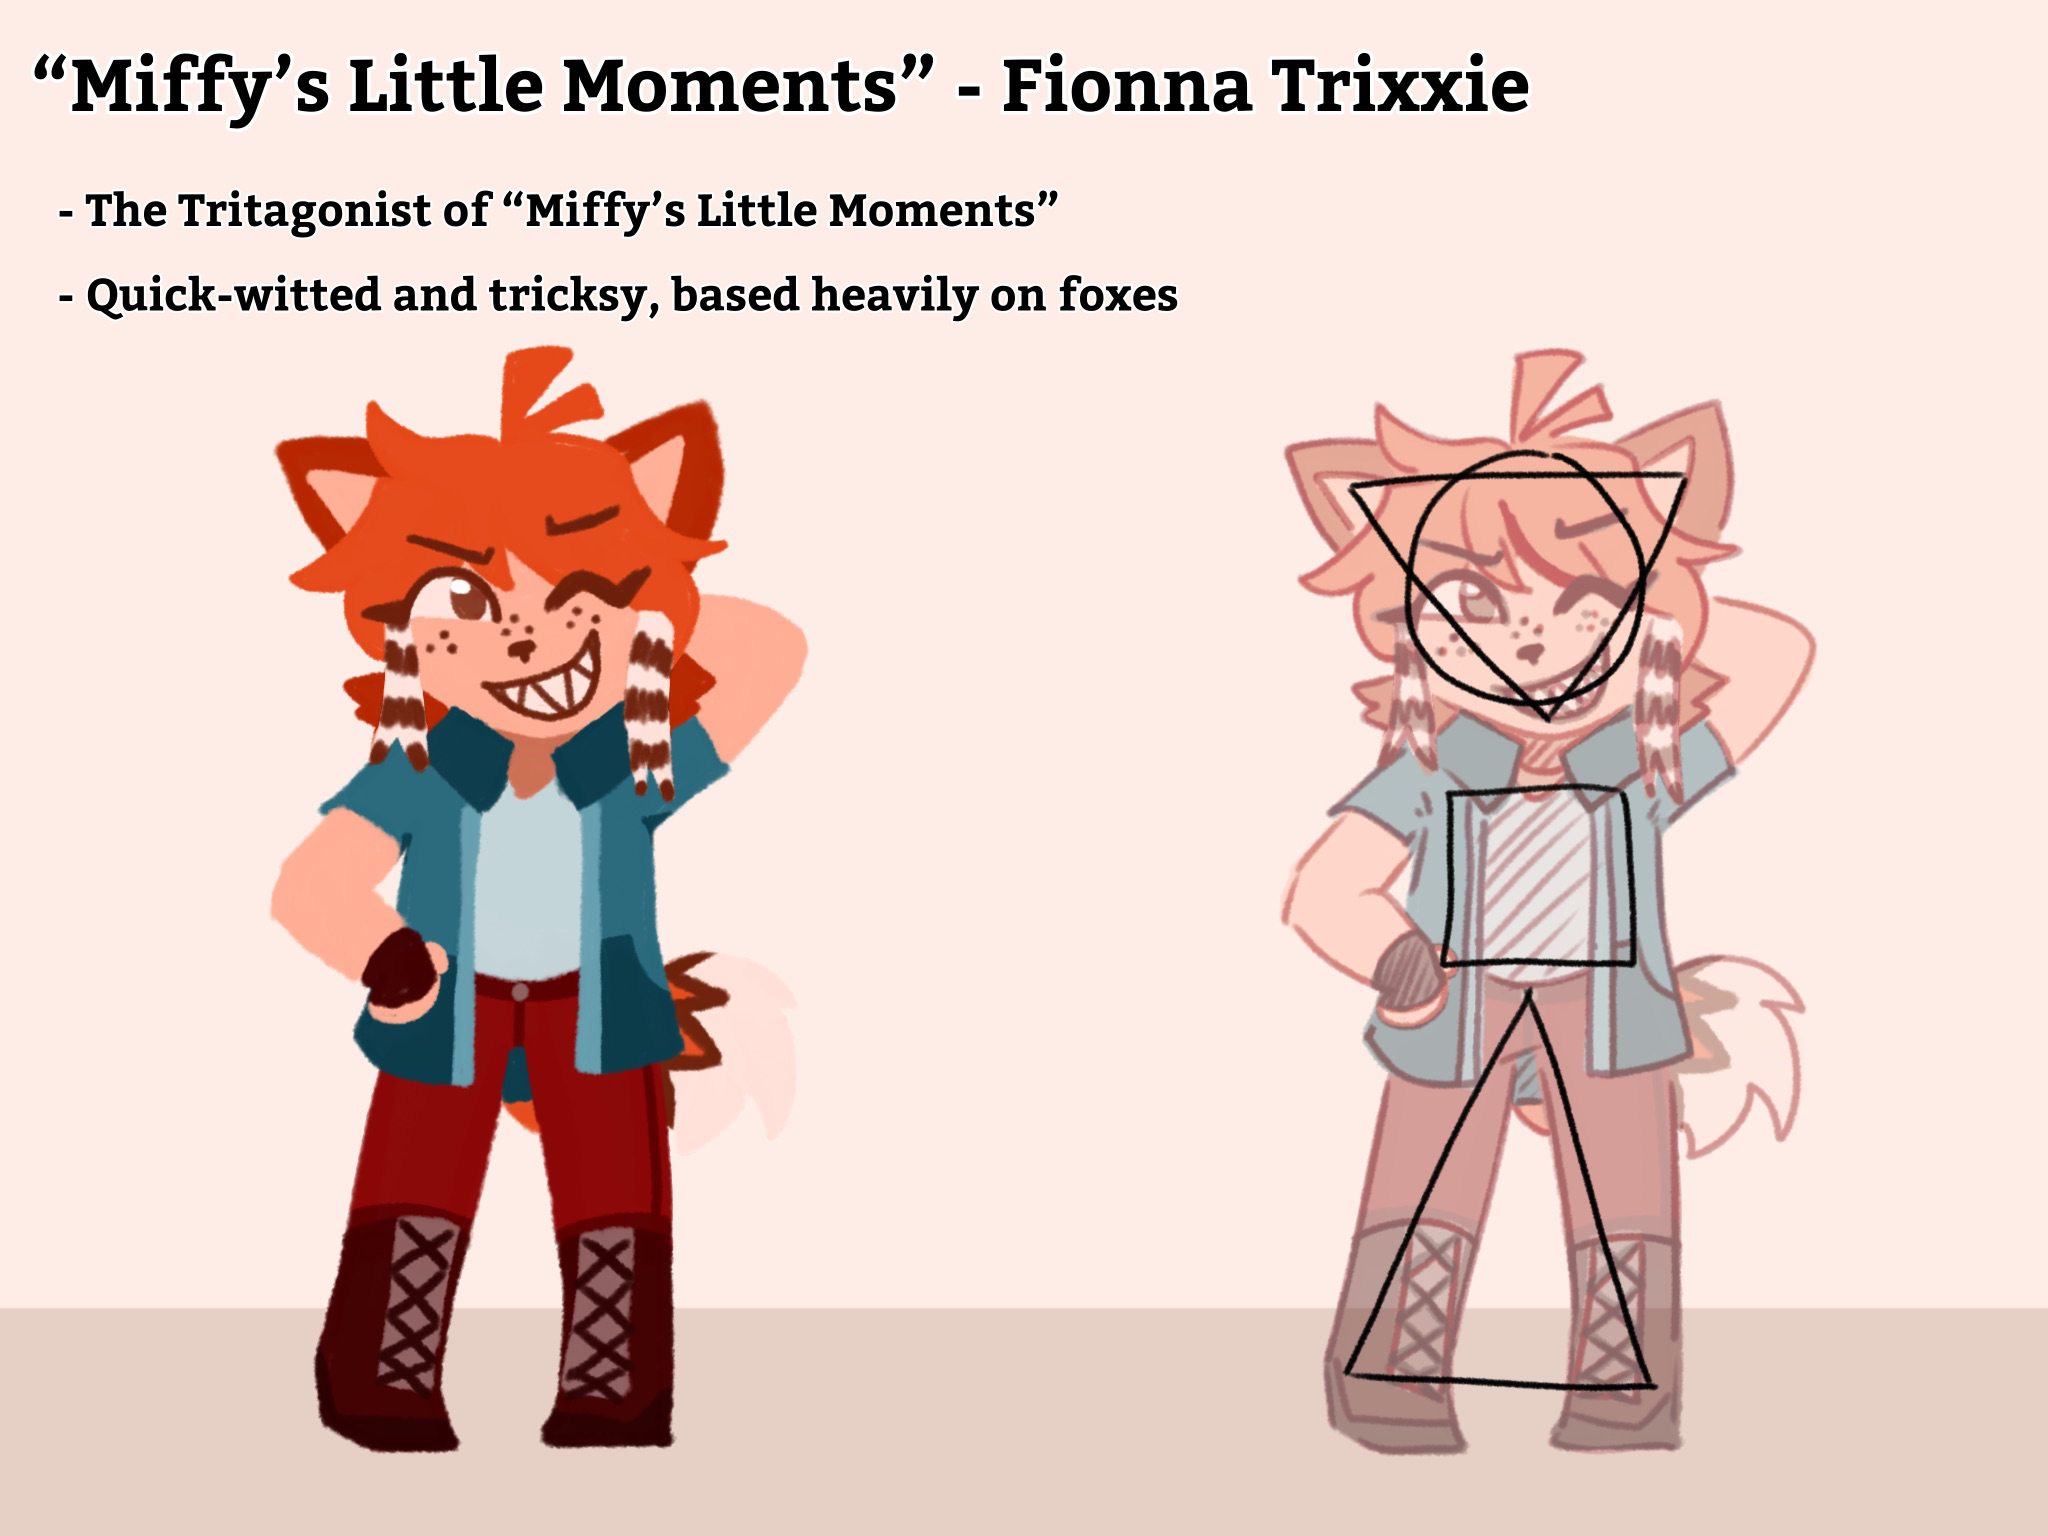 “Miffy’s Little Moments” - Fionna Trixxie
- The Tritagonist of “Miffy’s Little Moments”
- Quick-witted and tricksy, based heavily on foxes